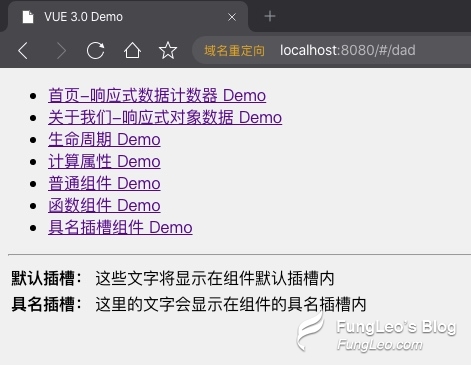 VUE 3.0 Demo
域名重定向 localhost:8080/#/dad
首页-响应式数据计数器 Demo
关于我们-响应式对象数据 Demo
生命周期 Demo
计算属性 Demo
普通组件 Demo
函数组件 Demo
具名插槽组件 Demo
默认插槽： 这些文字将显示在组件默认插槽内
具名插槽： 这里的文字会显示在组件的具名插槽内
FungLeo's Blog
FungLeo.com